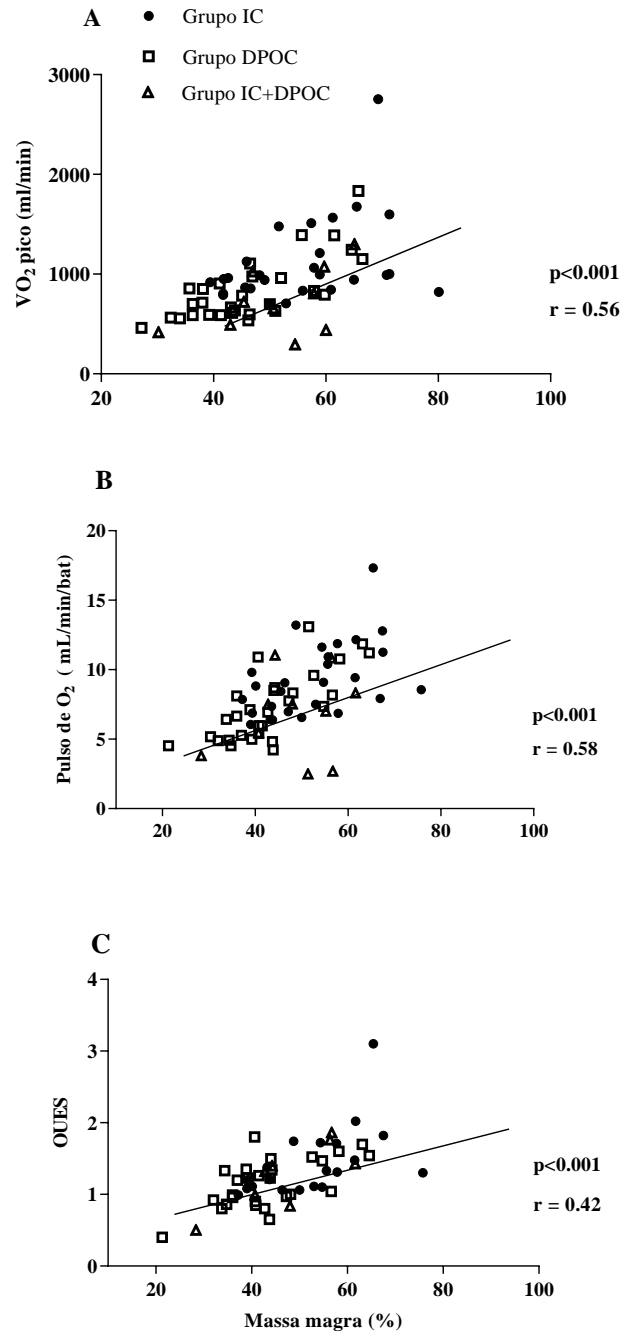 A
Grupo IC
Grupo DPOC
Grupo IC+DPOC
3000
2000
1000
0
VO2 pico (ml/min)
p<0.001
r = 0.56
20 40 60 80 100
B
20
15
10
5
0
Pulso de O2 ( mL/min/bat)
p<0.001
r = 0.58
20 40 60 80 100
C
4
3
2
1
0
OUES
p<0.001
r = 0.42
20 40 60 80 100
Massa magra (%)